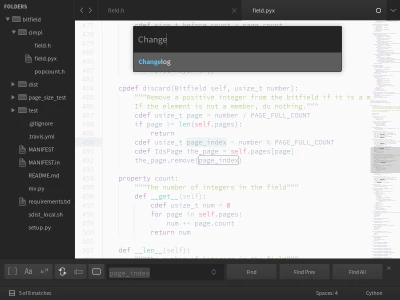 FOLDERS
bitfield
cimpl
field.h
field.pyx
popcount.h
dist
page_size_test
test
.gitignore
.travis.yml
MANIFEST
MANIFEST.in
README.md
mv.py
requirements.txt
sdist_local.sh
setup.py
field.h
field.pyx
Change
Changelog
cpdef discard(Bitfield self, usize_t number):
"""Remove a positive integer from the bitfield if it is a m
If the element is not a member, do nothing."""
cdef usize_t page = number / PAGE_FULL_COUNT
if page >= len(self.pages):
return
cdef usize_t page_index = number % PAGE_FULL_COUNT
cdef IdsPage the_page = self.pages[page]
the_page.remove(page_index)
property count:
"""The number of integers in the field"""
def __get__(self):
cdef usize_t num = 0
for page in self.pages:
num += page.count
return num
def __len__(self):
Aa
page_index
Find
Find Prev
Find All
5 of 8 matches
Spaces: 4
Cython